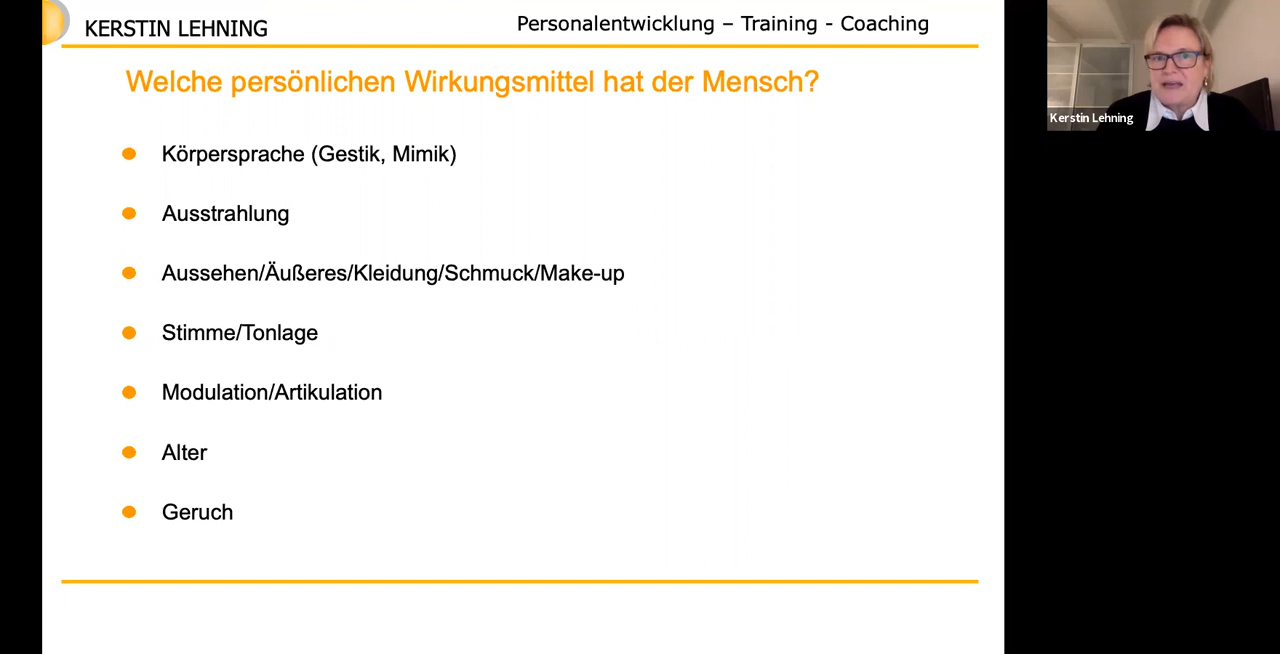 KERSTIN LEHNING
Personalentwicklung – Training - Coaching
Welche persönlichen Wirkungsmittel hat der Mensch?
Körpersprache (Gestik, Mimik)
Ausstrahlung
Aussehen/Äußeres/Kleidung/Schmuck/Make-up
Stimme/Tonlage
Modulation/Artikulation
Alter
Geruch
Kerstin Lehning